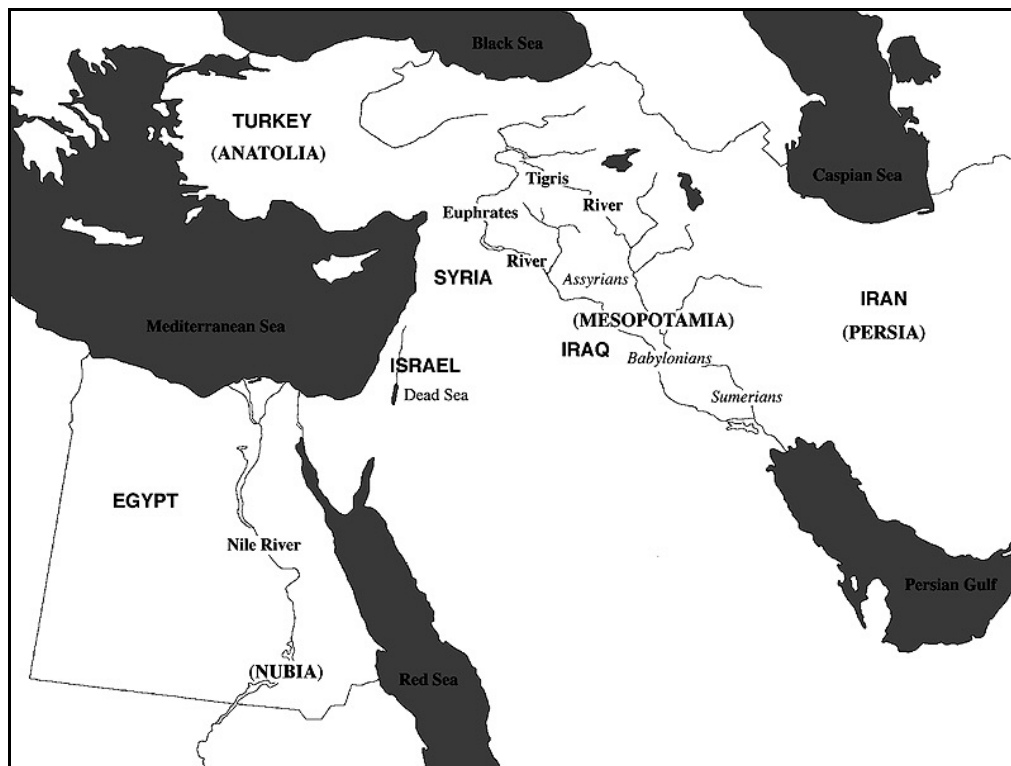 Black Sea
TURKEY
(ANATOLIA)
Caspian Sea
Tigris
River
Euphrates
River
SYRIA
Assyrians
IRAN
(PERSIA)
Mediterranean Sea
(MESOPOTAMIA)
IRAQ
Babylonians
ISRAEL
Dead Sea
Sumerians
EGYPT
Nile River
Persian Gulf
(NUBIA)
Red Sea